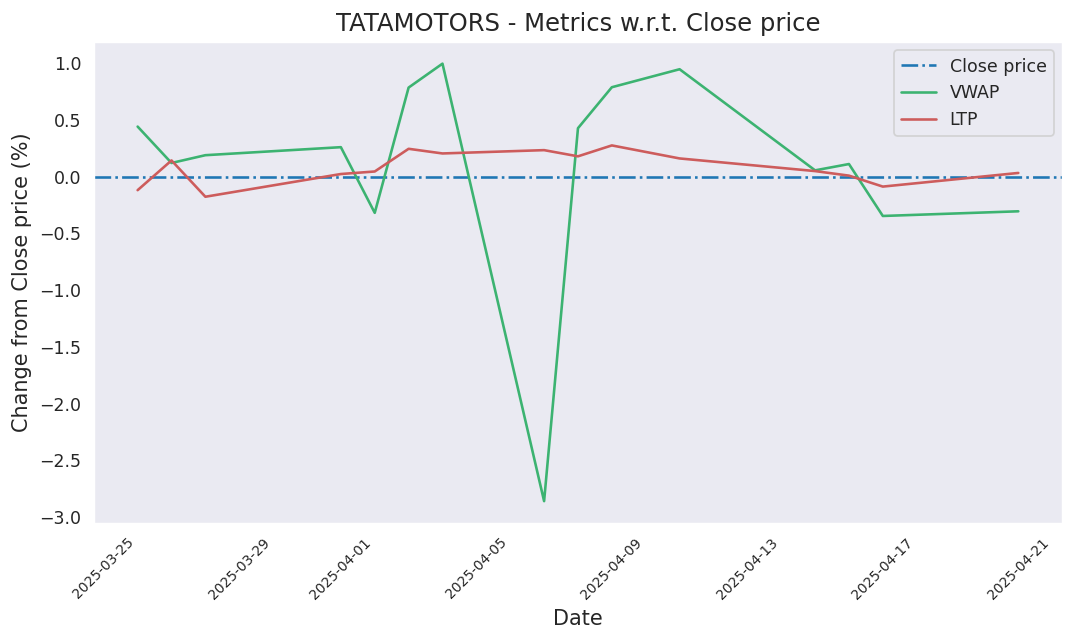 TATAMOTORS - Metrics w.r.t. Close price
Close price
VWAP
LTP
Change from Close price (%)
1.0
0.5
0.0
−0.5
−1.0
−1.5
−2.0
−2.5
−3.0
2025-03-25
2025-03-29
2025-04-01
2025-04-05
2025-04-09
2025-04-13
2025-04-17
2025-04-21
Date